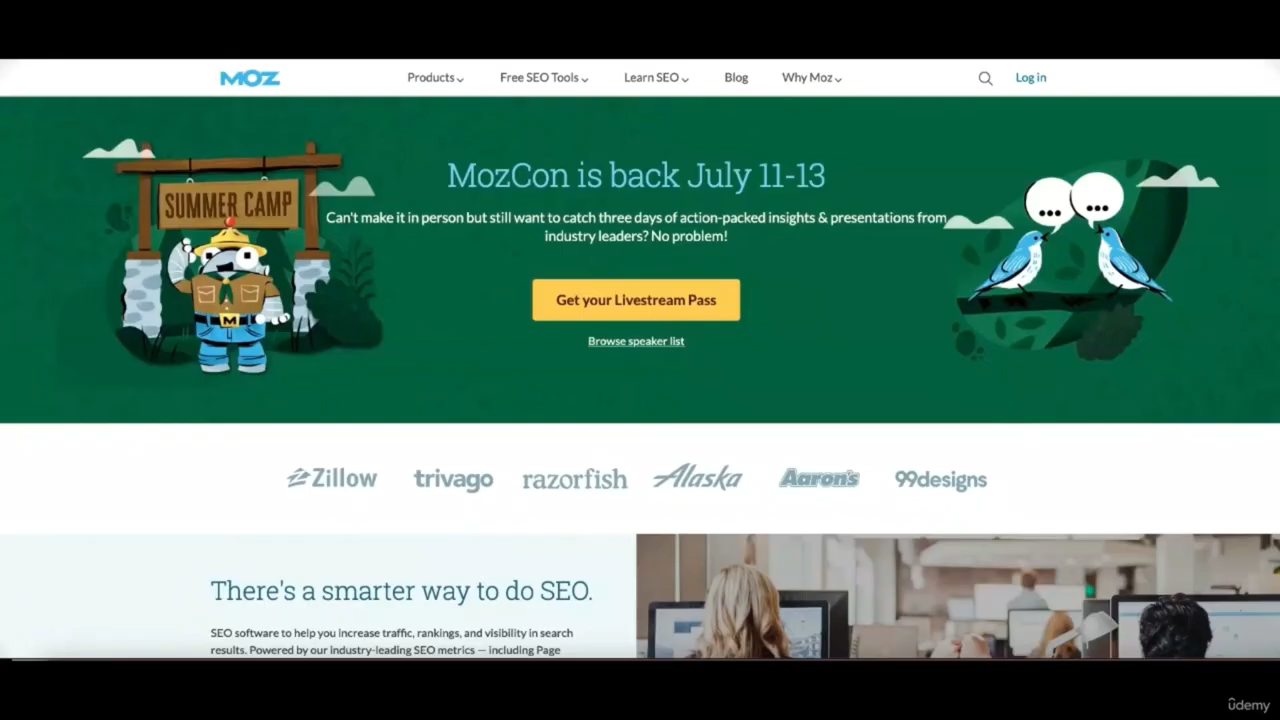 MOZ
Products
Free SEO Tools
Learn SEO
Blog
Why Moz
Log in
SUMMER CAMP
M
MozCon is back July 11-13
Can't make it in person but still want to catch three days of action-packed insights & presentations from
industry leaders? No problem!
Get your Livestream Pass
Browse speaker list
Zillow
trivago
razorfish
Alaska
Aaron's
99designs
There's a smarter way to do SEO.
SEO software to help you increase traffic, rankings, and visibility in search
results. Powered by our industry-leading SEO metrics — including Page
ûdemy